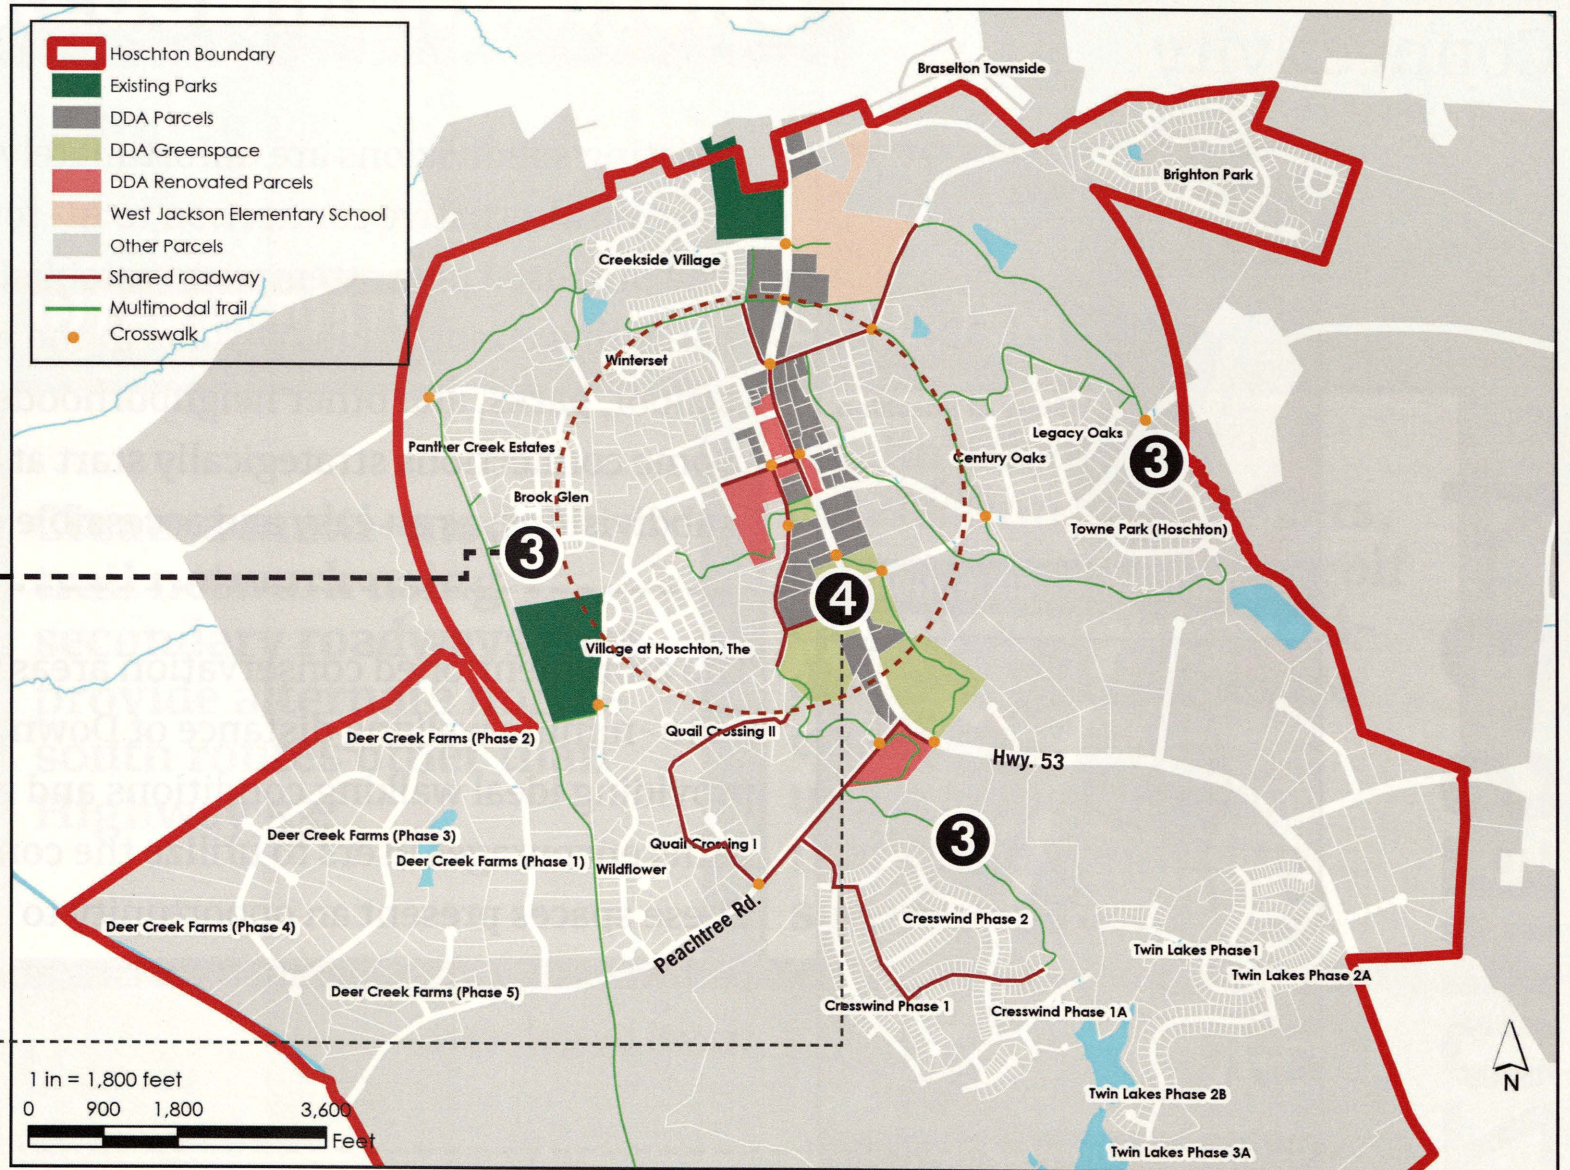 Hoschton Boundary
Existing Parks
DDA Parcels
DDA Greenspace
DDA Renovated Parcels
West Jackson Elementary School
Other Parcels
Shared roadway
Multimodal trail
Crosswalk
Braselton Townside
Brighton Park
Creekside Village
Winterset
Panther Creek Estates
Legacy Oaks
Century Oaks
3
Brook Glen
Towne Park (Hoschton)
3
4
Village at Hoschton, The
Quail Crossing II
Deer Creek Farms (Phase 2)
Hwy. 53
Deer Creek Farms (Phase 3)
3
Quail Crossing I
Deer Creek Farms (Phase 1)
Wildflower
Cresswind Phase 2
Deer Creek Farms (Phase 4)
Peachtree Rd.
Twin Lakes Phase1
Twin Lakes Phase 2A
Deer Creek Farms (Phase 5)
Cresswind Phase 1
Cresswind Phase 1A
1 in = 1,800 feet
0 900 1,800 3,600
Feet
N
Twin Lakes Phase 2B
Twin Lakes Phase 3A